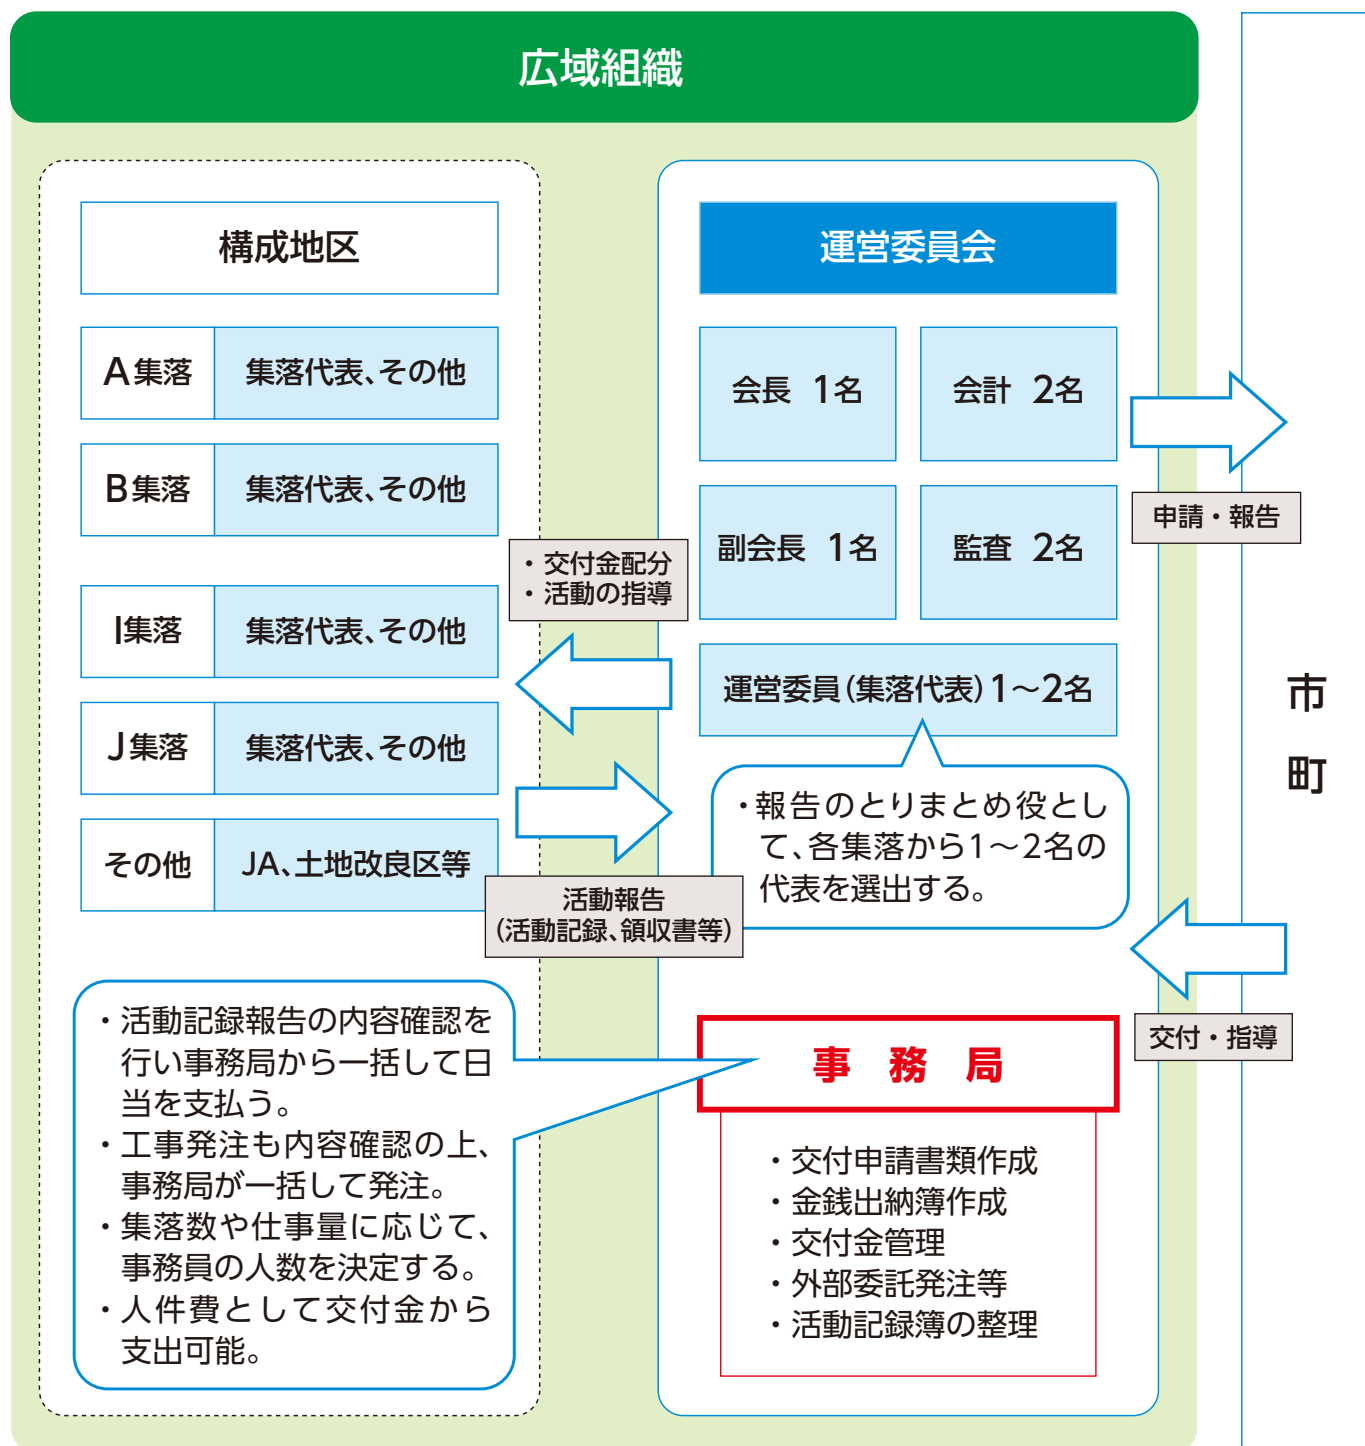 広域組織
構成地区
A集落 集落代表、その他
B集落 集落代表、その他
I集落 集落代表、その他
J集落 集落代表、その他
その他 JA、土地改良区等
・交付金配分
・活動の指導
活動報告
(活動記録、領収書等)
運営委員会
会長 1名
会計 2名
副会長 1名
監査 2名
運営委員(集落代表)1〜2名
・報告のとりまとめ役とし
て、各集落から1〜2名の
代表を選出する。
申請・報告
市
町
交付・指導
事務局
・交付申請書類作成
・金銭出納簿作成
・交付金管理
・外部委託発注等
・活動記録簿の整理
・活動記録報告の内容確認を
行い事務局から一括して日
当を支払う。
・工事発注も内容確認の上、
事務局が一括して発注。
・集落数や仕事量に応じて、
事務員の人数を決定する。
・人件費として交付金から
支出可能。